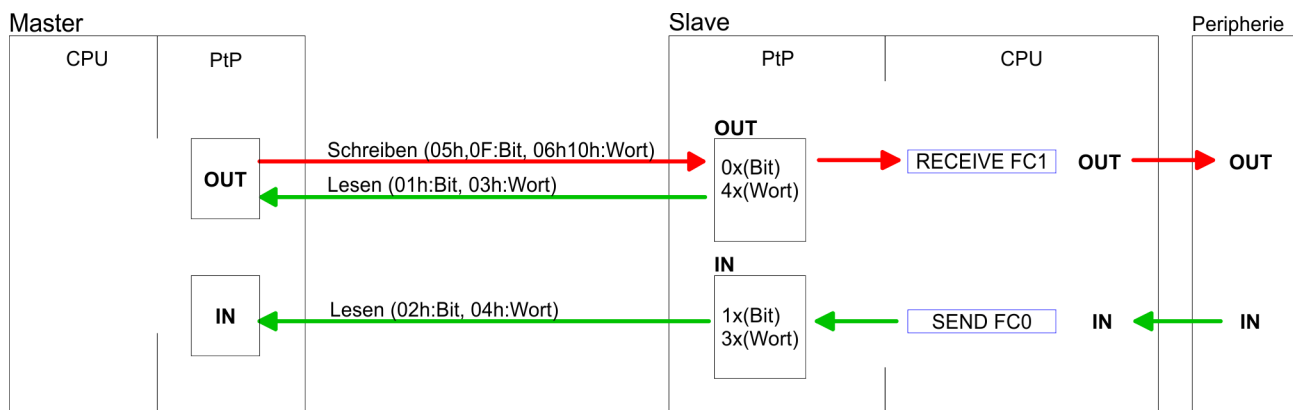 Master
Slave
Peripherie
CPU
PtP
PtP
CPU
OUT
Schreiben (05h,0F:Bit, 06h10h:Wort)
OUT
Lesen (01h:Bit, 03h:Wort)
0x(Bit)
4x(Wort)
RECEIVE FC1
OUT
OUT
IN
IN
Lesen (02h:Bit, 04h:Wort)
1x(Bit)
3x(Wort)
SEND FC0
IN
IN